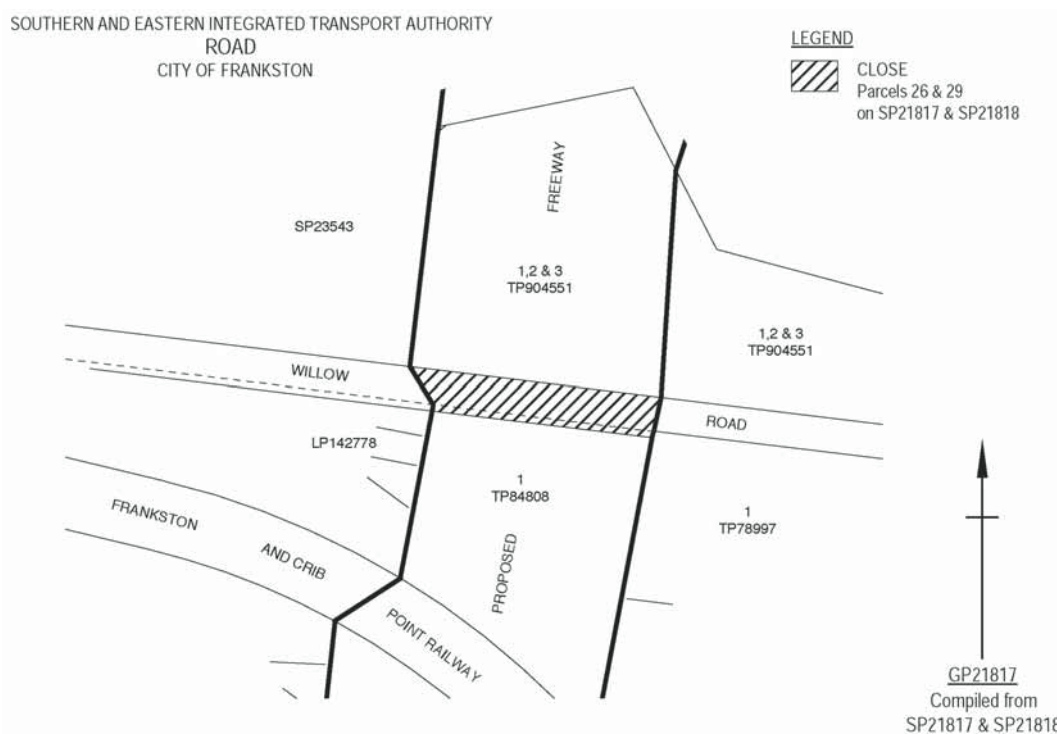 SOUTHERN AND EASTERN INTEGRATED TRANSPORT AUTHORITY
ROAD
CITY OF FRANKSTON
LEGEND
CLOSE
Parcels 26 & 29
on SP21817 & SP21818
FREEWAY
SP23543
1,2 & 3
TP904551
1,2 & 3
TP904551
WILLOW
ROAD
LP142778
1
TP84808
1
TP78997
FRANKSTON
AND CRIB
POINT RAILWAY
PROPOSED
GP21817
Compiled from
SP21817 & SP21818